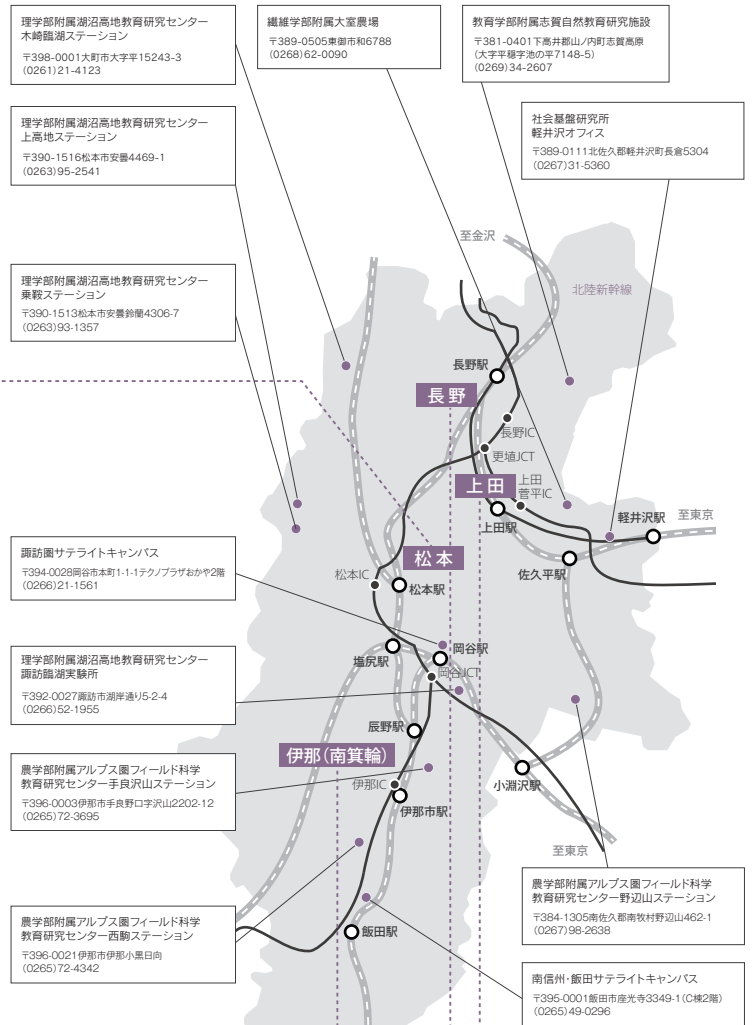 理学部附属湖沼高地教育研究センター
木崎臨湖ステーション
〒398-0001大町市大字平15243-3
(0261)21-4123
繊維学部附属大室農場
〒389-0505東御市和6788
(0268)62-0090
教育学部附属志賀自然教育研究施設
〒381-0401下高井郡山ノ内町志賀高原
(大字平穏字池の平7148-5)
(0269)34-2607
理学部附属湖沼高地教育研究センター
上高地ステーション
〒390-1516松本市安曇4469-1
(0263)95-2541
社会基盤研究所
軽井沢オフィス
〒389-0111北佐久郡軽井沢町長倉5304
(0267)31-5360
理学部附属湖沼高地教育研究センター
乗鞍ステーション
〒390-1513松本市安曇鈴蘭4306-7
(0263)93-1357
至金沢
北陸新幹線
長野駅
長野
長野IC
更埴JCT
上田
上田
菅平IC
上田駅
軽井沢駅
至東京
佐久平駅
松本
松本IC
松本駅
諏訪圏サテライトキャンパス
〒394-0028岡谷市本町1-1-1テクノプラザおかや2階
(0266)21-1561
塩尻駅
岡谷駅
岡谷JCT
理学部附属湖沼高地教育研究センター
諏訪臨湖実験所
〒392-0027諏訪市湖岸通り5-2-4
(0266)52-1955
辰野駅
伊那(南箕輪)
伊那IC
伊那市駅
小淵沢駅
至東京
農学部附属アルプス圏フィールド科学
教育研究センター手良沢山ステーション
〒396-0003伊那市手良野口字沢山2202-12
(0265)72-3695
農学部附属アルプス圏フィールド科学
教育研究センター野辺山ステーション
〒384-1305南佐久郡南牧村野辺山462-1
(0267)98-2638
農学部附属アルプス圏フィールド科学
教育研究センター西駒ステーション
〒396-0021伊那市伊那小黒日向
(0265)72-4342
飯田駅
南信州・飯田サテライトキャンパス
〒395-0001飯田市座光寺3349-1(C棟2階)
(0265)49-0296